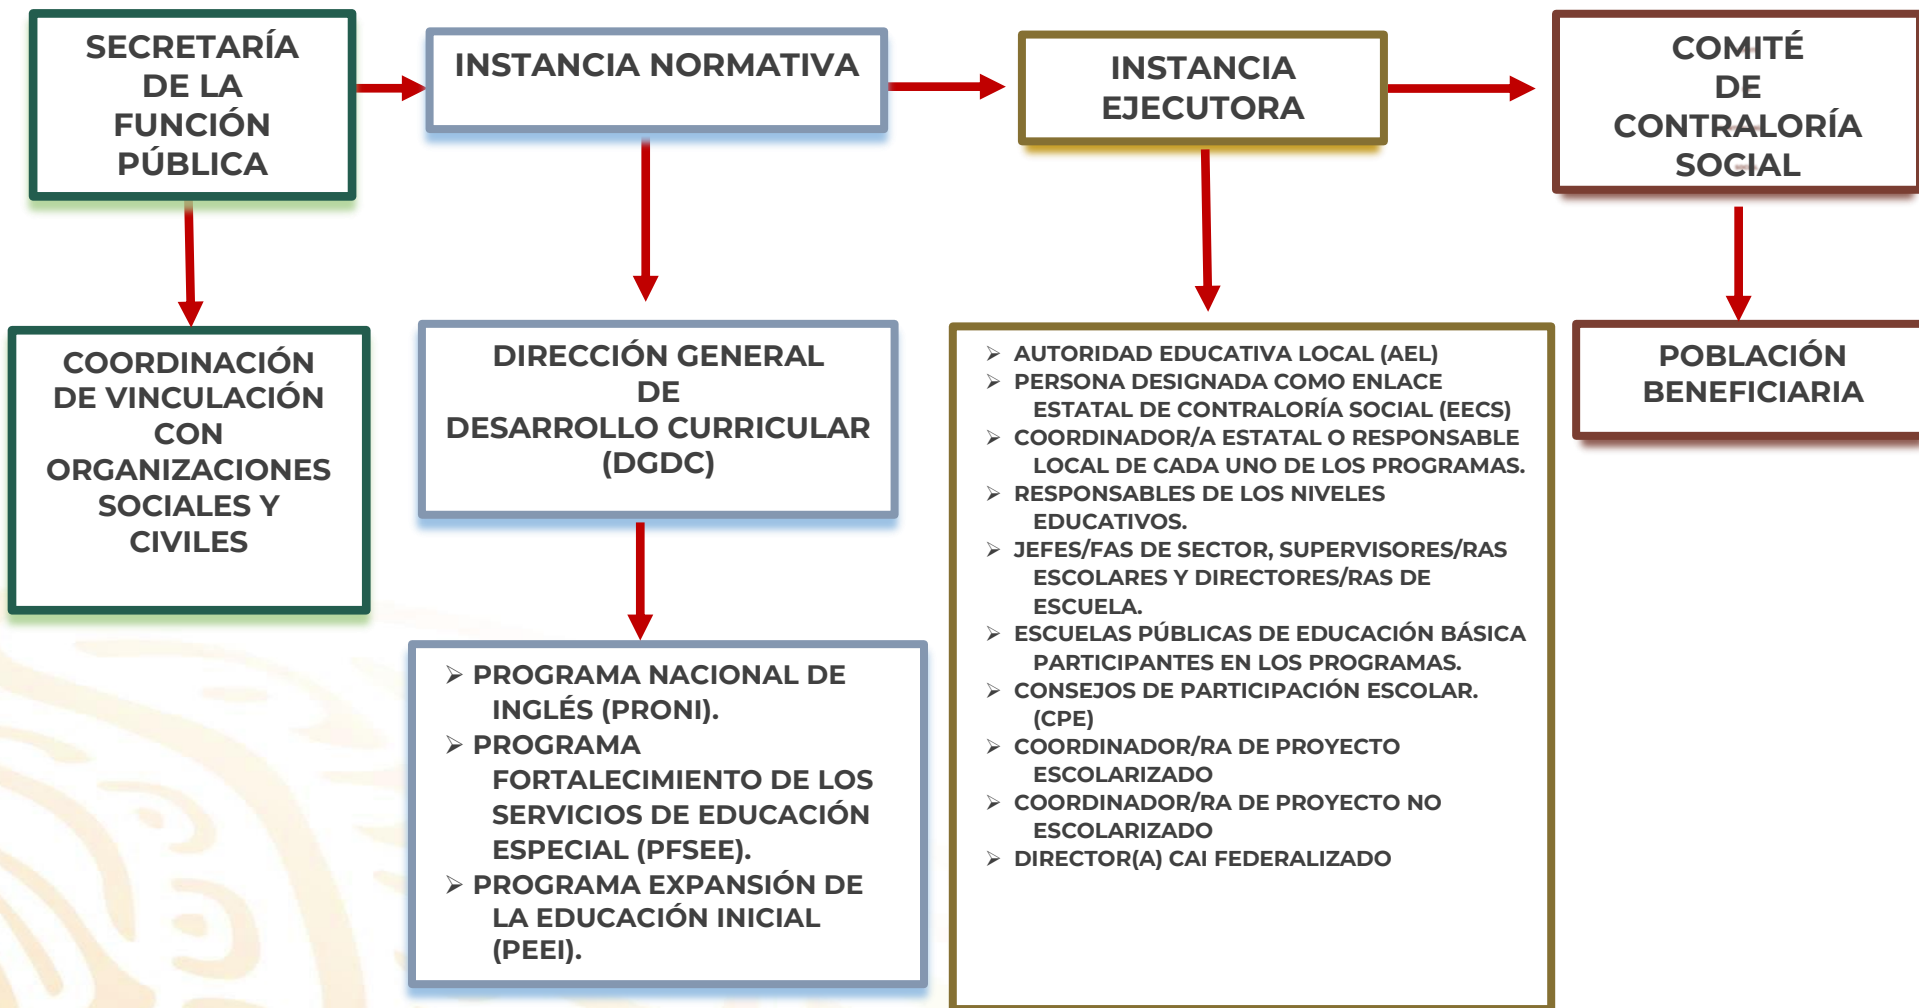 SECRETARÍA
DE LA
FUNCIÓN
PÚBLICA
INSTANCIA NORMATIVA
INSTANCIA
EJECUTORA
COMITÉ
DE
CONTRALORÍA
SOCIAL
COORDINACIÓN
DE VINCULACIÓN
CON
ORGANIZACIONES
SOCIALES Y
CIVILES
DIRECCIÓN GENERAL
DE
DESARROLLO CURRICULAR
(DGDC)
➢ PROGRAMA NACIONAL DE
INGLÉS (PRONI).
➢ PROGRAMA
FORTALECIMIENTO DE LOS
SERVICIOS DE EDUCACIÓN
ESPECIAL (PFSEE).
➢ PROGRAMA EXPANSIÓN DE
LA EDUCACIÓN INICIAL
(PEEI).
➢ AUTORIDAD EDUCATIVA LOCAL (AEL)
➢ PERSONA DESIGNADA COMO ENLACE
ESTATAL DE CONTRALORÍA SOCIAL (EECS)
➢ COORDINADOR/A ESTATAL O RESPONSABLE
LOCAL DE CADA UNO DE LOS PROGRAMAS.
➢ RESPONSABLES DE LOS NIVELES
EDUCATIVOS.
➢ JEFES/FAS DE SECTOR, SUPERVISORES/RAS
ESCOLARES Y DIRECTORES/RAS DE
ESCUELA.
➢ ESCUELAS PÚBLICAS DE EDUCACIÓN BÁSICA
PARTICIPANTES EN LOS PROGRAMAS.
➢ CONSEJOS DE PARTICIPACIÓN ESCOLAR.
(CPE)
➢ COORDINADOR/RA DE PROYECTO
ESCOLARIZADO
➢ COORDINADOR/RA DE PROYECTO NO
ESCOLARIZADO
➢ DIRECTOR(A) CAI FEDERALIZADO
POBLACIÓN
BENEFICIARIA